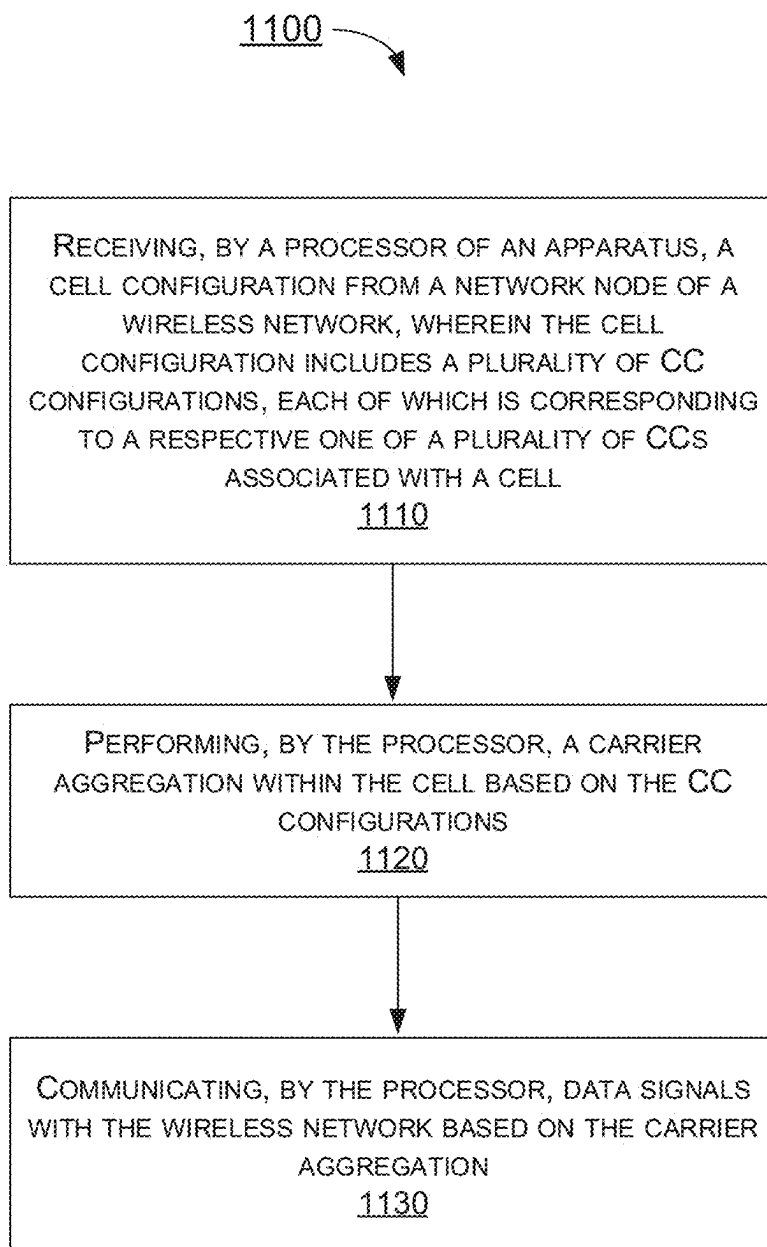 1100
RECEIVING, BY A PROCESSOR OF AN APPARATUS, A
CELL CONFIGURATION FROM A NETWORK NODE OF A
WIRELESS NETWORK, WHEREIN THE CELL
CONFIGURATION INCLUDES A PLURALITY OF CC
CONFIGURATIONS, EACH OF WHICH IS CORRESPONDING
TO A RESPECTIVE ONE OF A PLURALITY OF CCS
ASSOCIATED WITH A CELL
1110
PERFORMING, BY THE PROCESSOR, A CARRIER
AGGREGATION WITHIN THE CELL BASED ON THE CC
CONFIGURATIONS
1120
COMMUNICATING, BY THE PROCESSOR, DATA SIGNALS
WITH THE WIRELESS NETWORK BASED ON THE CARRIER
AGGREGATION
1130